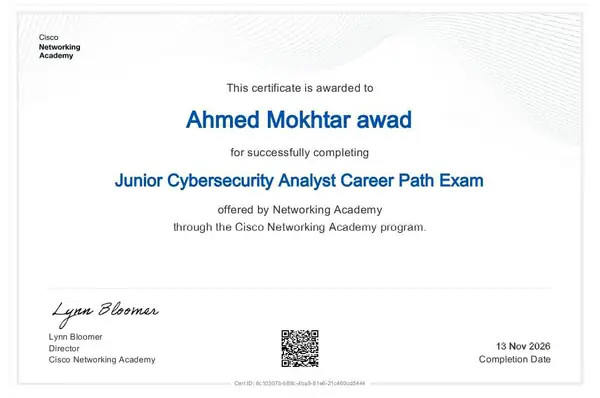 Cisco
Networking
Academy
This certificate is awarded to
Ahmed Mokhtar awad
for successfully completing
Junior Cybersecurity Analyst Career Path Exam
offered by Networking Academy
through the Cisco Networking Academy program.
Lynn Bloomer
Lynn Bloomer
Director
Cisco Networking Academy
13 Nov 2026
Completion Date
Cert ID: